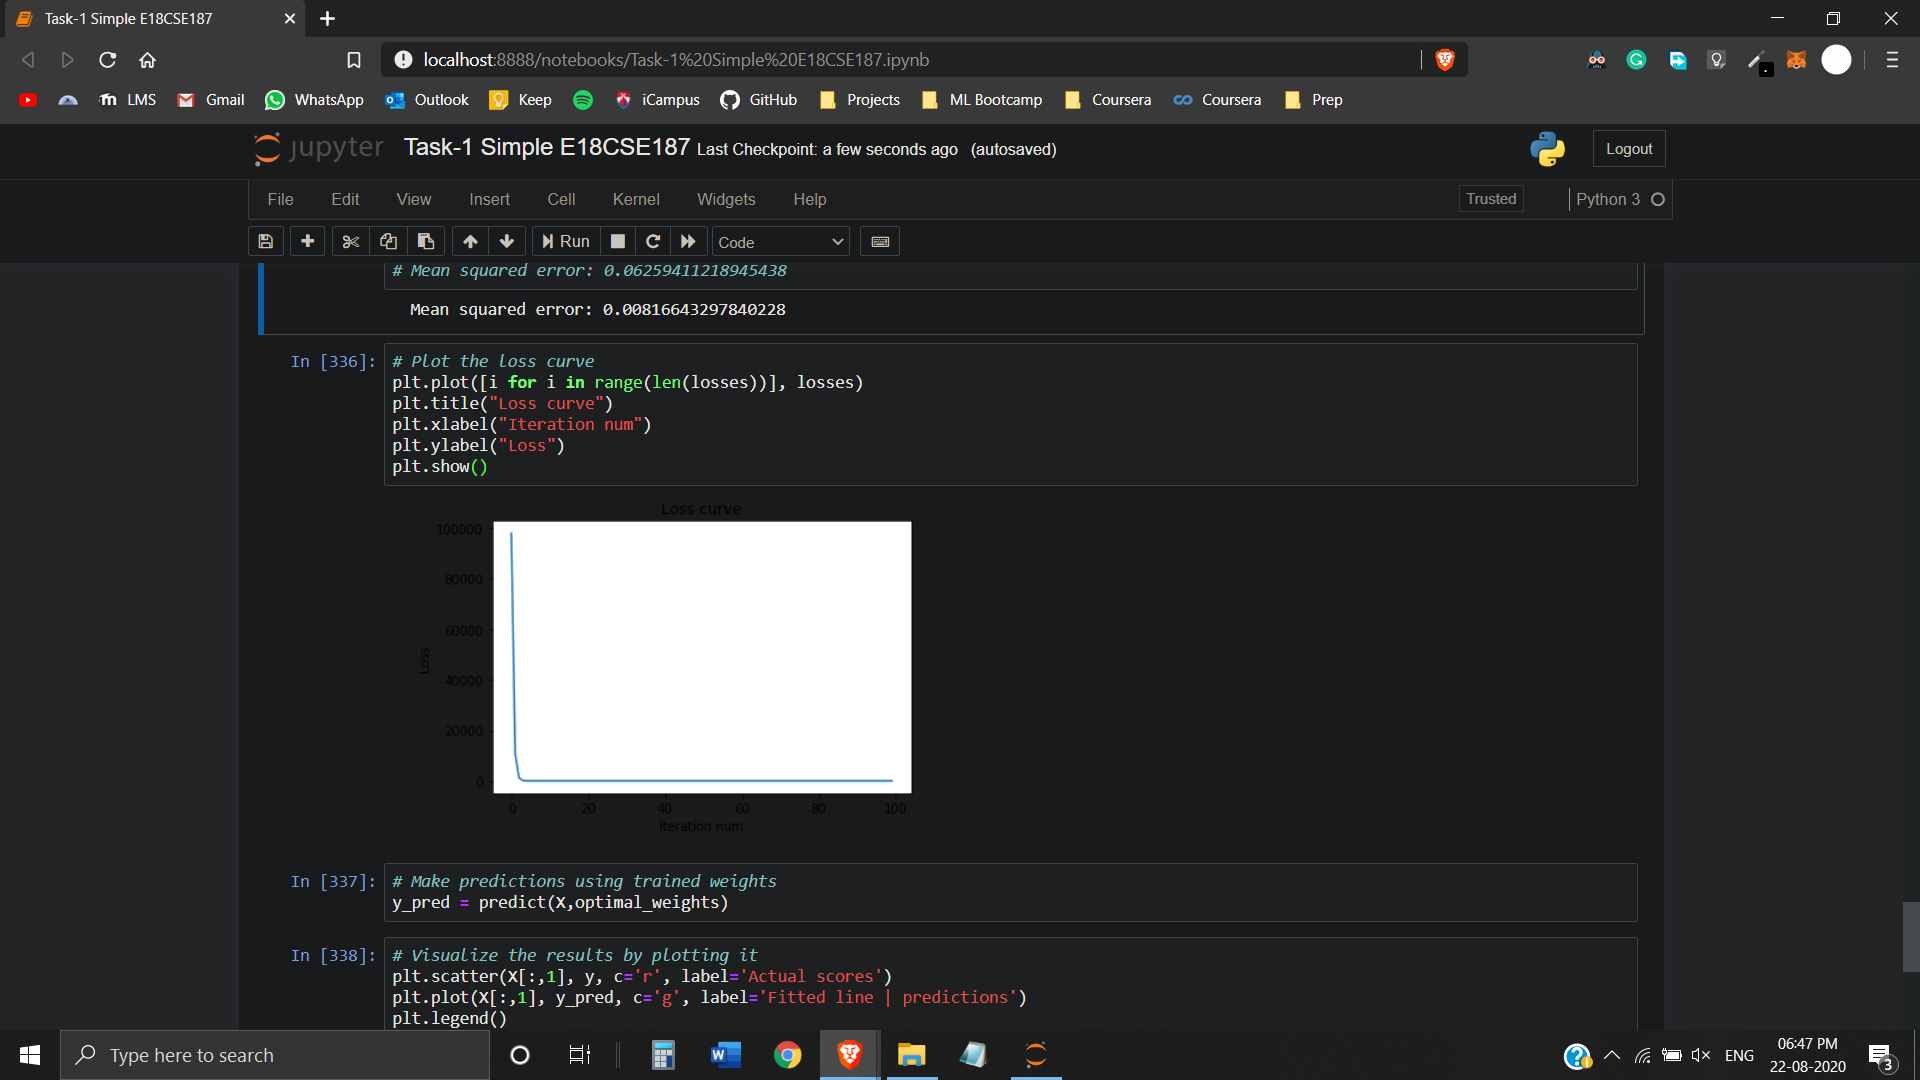 Task-1 Simple E18CSE187
localhost:8888/notebooks/Task-1%20Simple%20E18CSE187.ipynb
LMS Gmail WhatsApp Outlook Keep iCampus GitHub Projects ML Bootcamp Coursera Coursera Prep
jupyter Task-1 Simple E18CSE187 Last Checkpoint: a few seconds ago (autosaved) Logout
File Edit View Insert Cell Kernel Widgets Help Trusted Python 3
Run Code
# Mean squared error: 0.06259411218945438
Mean squared error: 0.00816643297840228
In [336]: # Plot the loss curve
plt.plot([i for i in range(len(losses))], losses)
plt.title("Loss curve")
plt.xlabel("Iteration num")
plt.ylabel("Loss")
plt.show()
Loss curve
100000
80000
60000
40000
20000
0
Loss
0 20 40 60 80 100
Iteration num
In [337]: # Make predictions using trained weights
y_pred = predict(X,optimal_weights)
In [338]: # Visualize the results by plotting it
plt.scatter(X[:,1], y, c='r', label='Actual scores')
plt.plot(X[:,1], y_pred, c='g', label='Fitted line | predictions')
plt.legend()
Type here to search
ENG
06:47 PM
22-08-2020
3